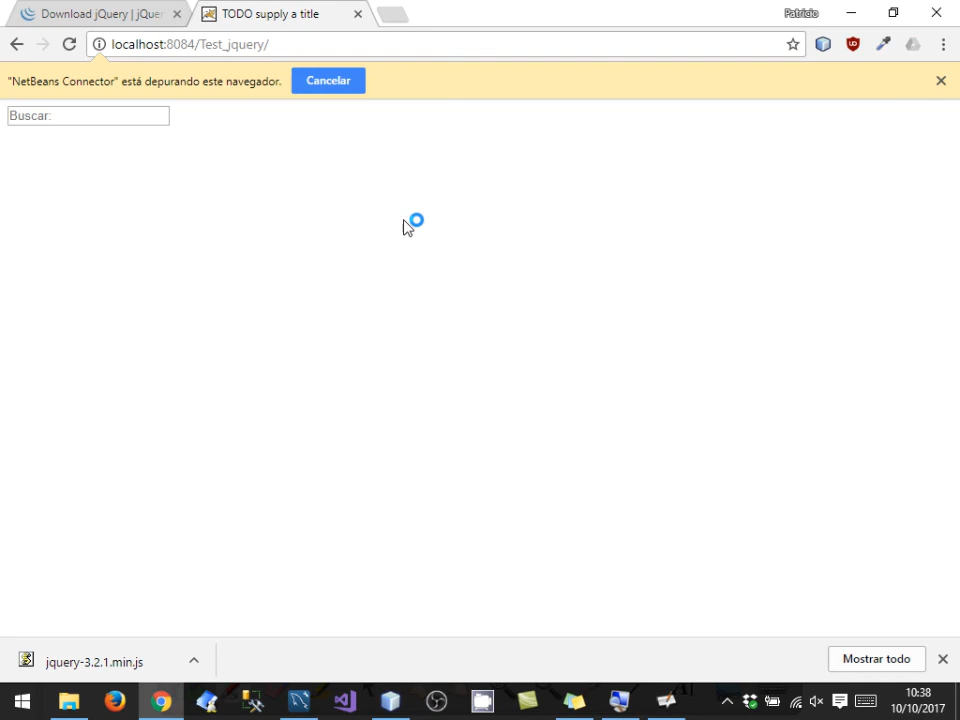 Download jQuery | jQuer
TODO supply a title
Patricio
localhost:8084/Test_jquery/
"NetBeans Connector" está depurando este navegador.
Cancelar
Buscar:
jquery-3.2.1.min.js
Mostrar todo
10:38
10/10/2017